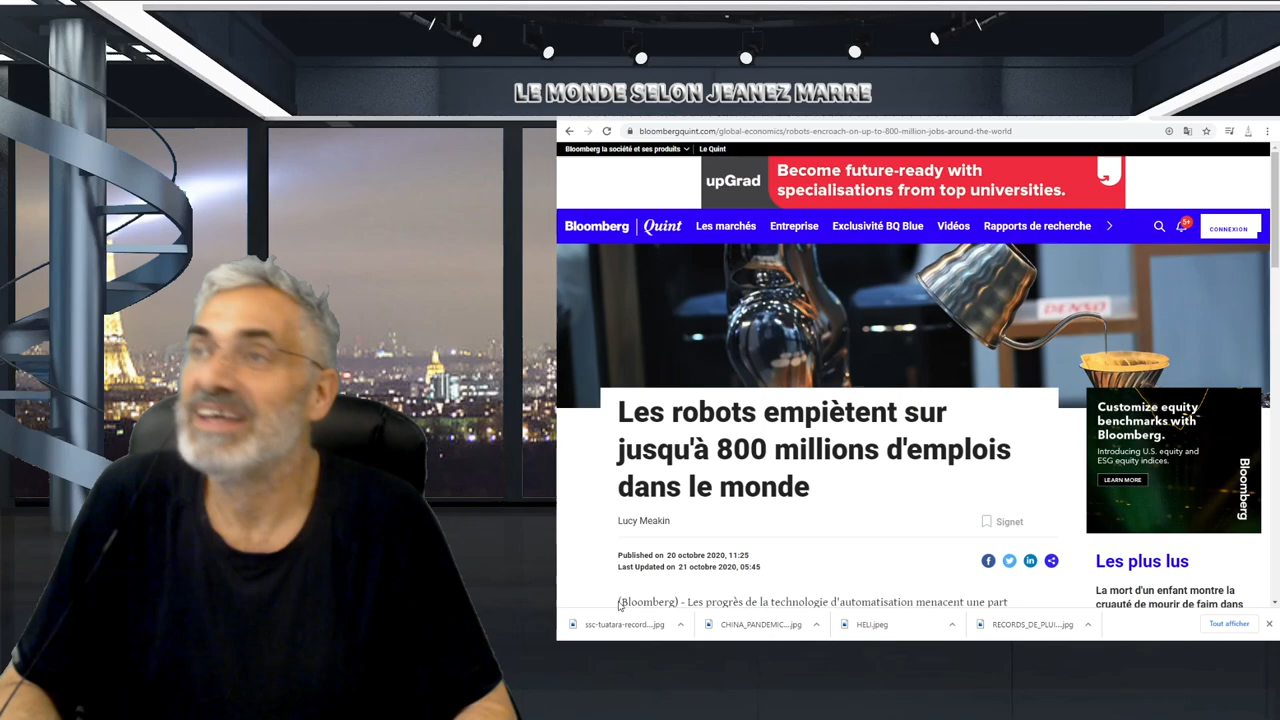 LE MONDE SELON JEANEZ MARRE
bloombergquint.com/global-economics/robots-encroach-on-up-to-800-million-jobs-around-the-world
Bloomberg la société et ses produits Le Quint
upGrad
Become future-ready with
specialisations from top universities.
Bloomberg Quint Les marchés Entreprise Exclusivité BQ Blue Vidéos Rapports de recherche 5+ CONNEXION
DENSO
Les robots empiètent sur
jusqu'à 800 millions d'emplois
dans le monde
Lucy Meakin Signet
Published on 20 octobre 2020, 11:25
Last Updated on 21 octobre 2020, 05:45
(Bloomberg) - Les progrès de la technologie d'automatisation menacent une part
Customize equity
benchmarks with
Bloomberg.
Introducing U.S. equity and
ESG equity indices.
LEARN MORE
Bloomberg
Les plus lus
La mort d'un enfant montre la
cruauté de mourir de faim dans
ssc-tuatara-record....jpg CHINA_PANDEMIC....jpg HELI.jpeg RECORDS_DE_PLUI....jpg Tout afficher